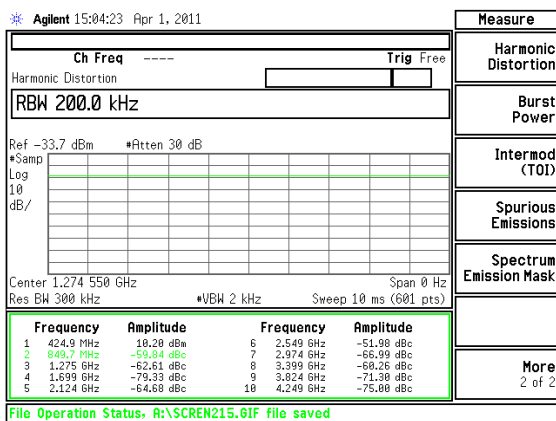 Agilent 15:04:23 Apr 1, 2011
Measure
Ch Freq ---- Trig Free
Harmonic Distortion
RBW 200.0 kHz
Ref -33.7 dBm #Atten 30 dB
#Samp
Log
10
dB/
Center 1.274 550 GHz Span 0 Hz
Res BW 300 kHz #VBW 2 kHz Sweep 10 ms (601 pts)
Frequency Amplitude Frequency Amplitude
1 424.9 MHz 10.20 dBm 6 2.549 GHz -51.98 dBc
2 849.7 MHz -59.84 dBc 7 2.974 GHz -66.99 dBc
3 1.275 GHz -62.61 dBc 8 3.399 GHz -60.26 dBc
4 1.699 GHz -79.33 dBc 9 3.824 GHz -71.30 dBc
5 2.124 GHz -64.68 dBc 10 4.249 GHz -75.00 dBc
File Operation Status, A:\SCREN215.GIF file saved
Harmonic
Distortion
Burst
Power
Intermod
(TOI)
Spurious
Emissions
Spectrum
Emission Mask
More
2 of 2